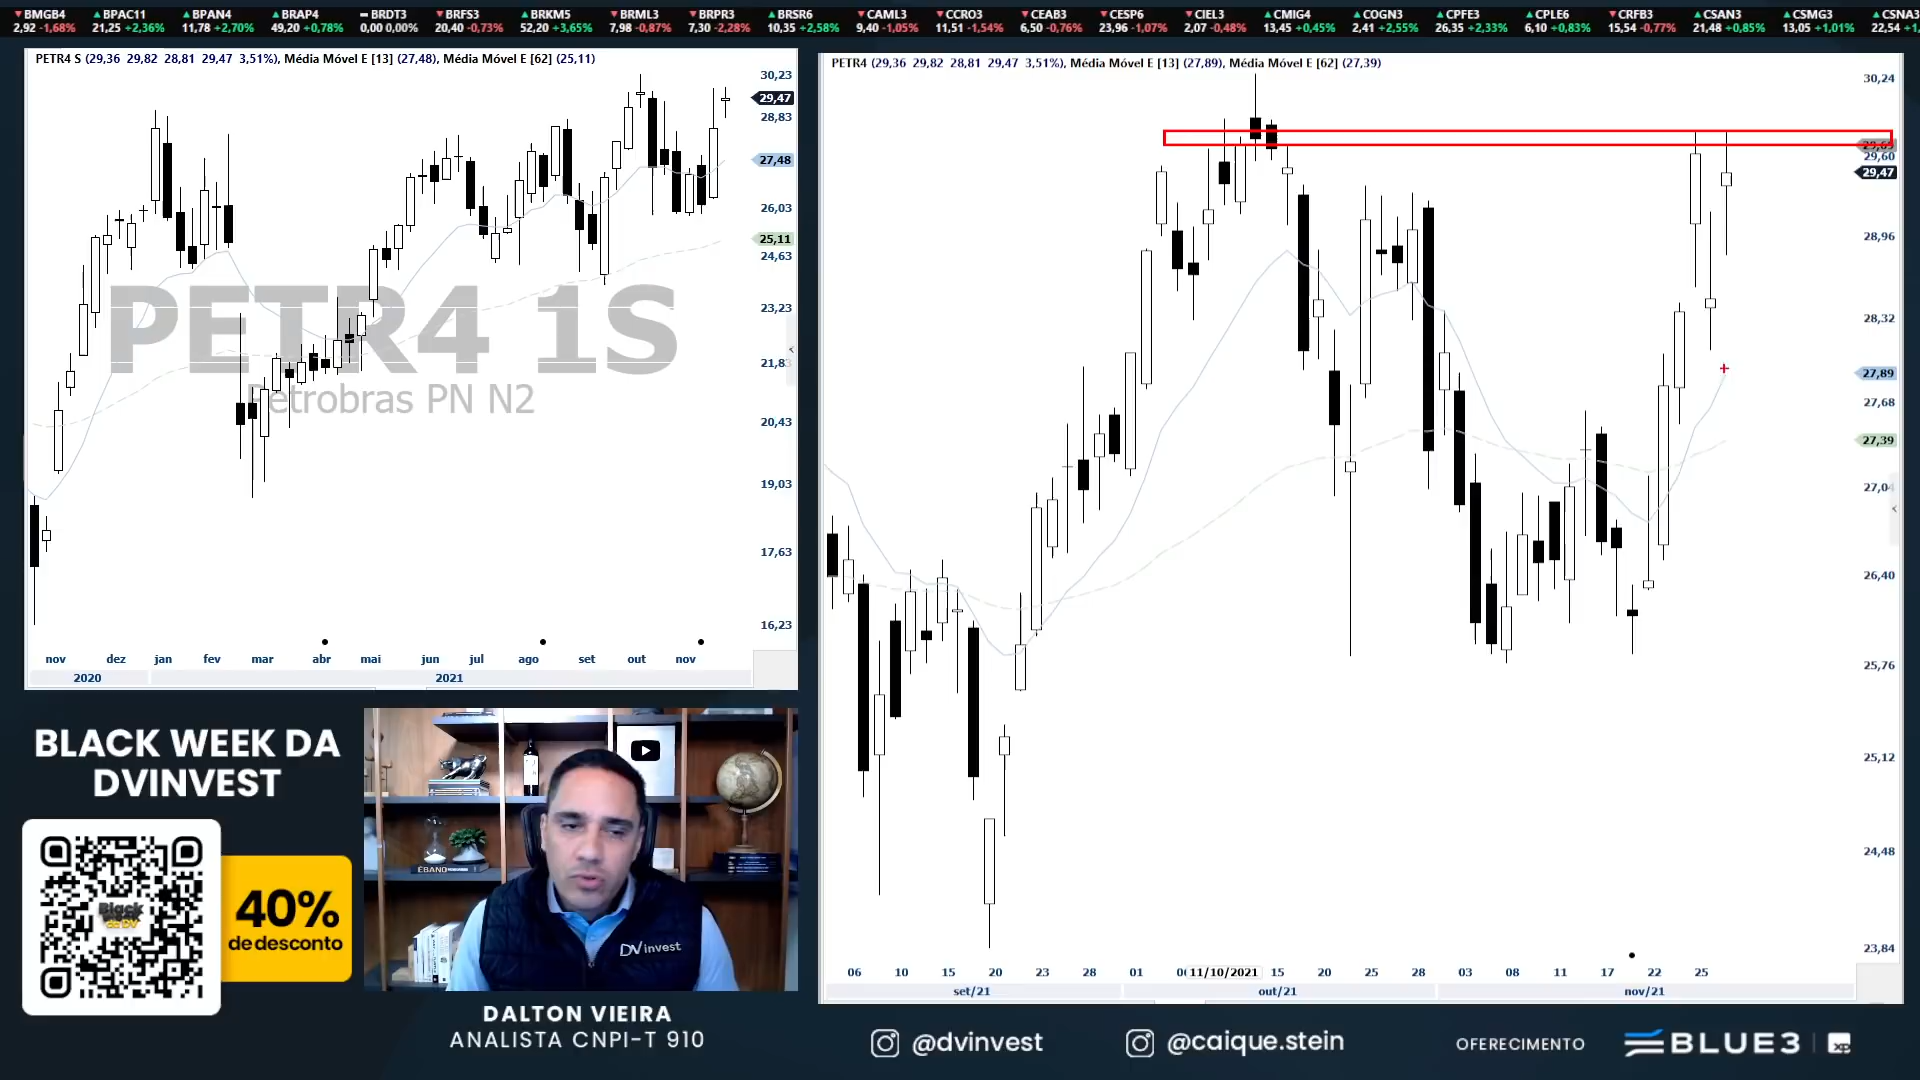 ▼BMGB4 ▲BPAC11 ▲BPAN4 ▲BRAP4 ━BRDT3 ▼BRFS3 ▲BRKM5 ▼BRML3 ▼BRPR3 ▲BRSR6 ▼CAML3 ▼CCRO3 ▼CEAB3 ▼CESP6 ▼CIEL3 ▲CMIG4 ▲COGN3 ▲CPFE3 ▲CPLE6 ▼CRFB3 ▲CSAN3 ▲CSMG3 ▲CSNA3
2,92 -1,68% 21,25 +2,36% 11,78 +2,70% 49,20 +0,78% 0,00 0,00% 20,40 -0,73% 52,20 +3,65% 7,98 -0,87% 7,30 -2,28% 10,35 +2,58% 9,40 -1,05% 11,51 -1,54% 6,50 -0,76% 23,96 -1,07% 2,07 -0,48% 13,45 +0,45% 2,41 +2,55% 26,35 +2,33% 6,10 +0,83% 15,54 -0,77% 21,48 +0,85% 13,05 +1,01% 22,54 +1,
PETR4 S (29,36 29,82 28,81 29,47 3,51%), Média Móvel E [13] (27,48), Média Móvel E [62] (25,11)
30,23
29,47
28,83
27,48
26,03
25,11
24,63
23,23
21,83
20,43
19,03
17,63
16,23
PETR4 1S
Petrobras PN N2
nov dez jan fev mar abr mai jun jul ago set out nov
2020 2021
PETR4 (29,36 29,82 28,81 29,47 3,51%), Média Móvel E [13] (27,89), Média Móvel E [62] (27,39)
30,24
29,60
29,47
28,96
28,32
27,89
27,68
27,39
27,04
26,40
25,76
25,12
24,48
23,84
06 10 15 20 23 28 01 11/10/2021 15 20 25 28 03 08 11 17 22 25
set/21 out/21 nov/21
BLACK WEEK DA
DVINVEST
Black
da DV
40%
de desconto
ÉBANO
DVinvest
DALTON VIEIRA
ANALISTA CNPI-T 910
@dvinvest
@caique.stein
OFERECIMENTO
BLUE3
xp